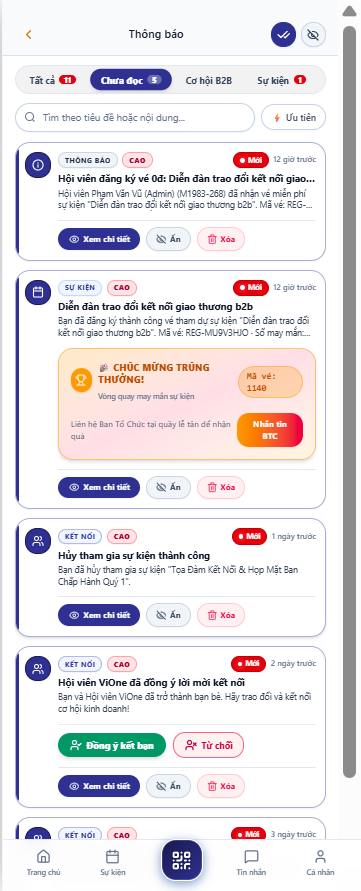 Thông báo
Tất cả 11 Chưa đọc 5 Cơ hội B2B Sự kiện 1
Tìm theo tiêu đề hoặc nội dung... Ưu tiên
THÔNG BÁO CAO Mới 12 giờ trước
Hội viên đăng ký vé 0đ: Diễn đàn trao đổi kết nối giao...
Hội viên Phạm Văn Vũ (Admin) (M1983-268) đã nhận vé miễn phí
sự kiện "Diễn đàn trao đổi kết nối giao thương b2b". Mã vé: REG-...
Xem chi tiết Ẩn Xóa
SỰ KIỆN CAO Mới 12 giờ trước
Diễn đàn trao đổi kết nối giao thương b2b
Bạn đã đăng ký thành công vé tham dự sự kiện "Diễn đàn trao đổi
kết nối giao thương b2b". Mã vé: REG-MU9V3HJO · Số may mắn:...
CHÚC MỪNG TRÚNG
THƯỞNG!
Vòng quay may mắn sự kiện
Mã vé:
1140
Liên hệ Ban Tổ Chức tại quầy lễ tân để nhận
quà
Nhắn tin
BTC
Xem chi tiết Ẩn Xóa
KẾT NỐI CAO Mới 1 ngày trước
Hủy tham gia sự kiện thành công
Bạn đã hủy tham gia sự kiện "Tọa Đàm Kết Nối & Họp Mặt Ban
Chấp Hành Quý 1".
Xem chi tiết Ẩn Xóa
KẾT NỐI CAO Mới 2 ngày trước
Hội viên ViOne đã đồng ý lời mời kết nối
Bạn và Hội viên ViOne đã trở thành bạn bè. Hãy trao đổi và kết nối
cơ hội kinh doanh!
Đồng ý kết bạn Từ chối
Xem chi tiết Ẩn Xóa
KẾT NỐI CAO Mới 3 ngày trước
Trang chủ Sự kiện Tin nhắn Cá nhân